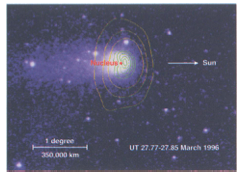 Nucleus
Sun
1 degree
350,000 km
UT 27.77-27.85 March 1996